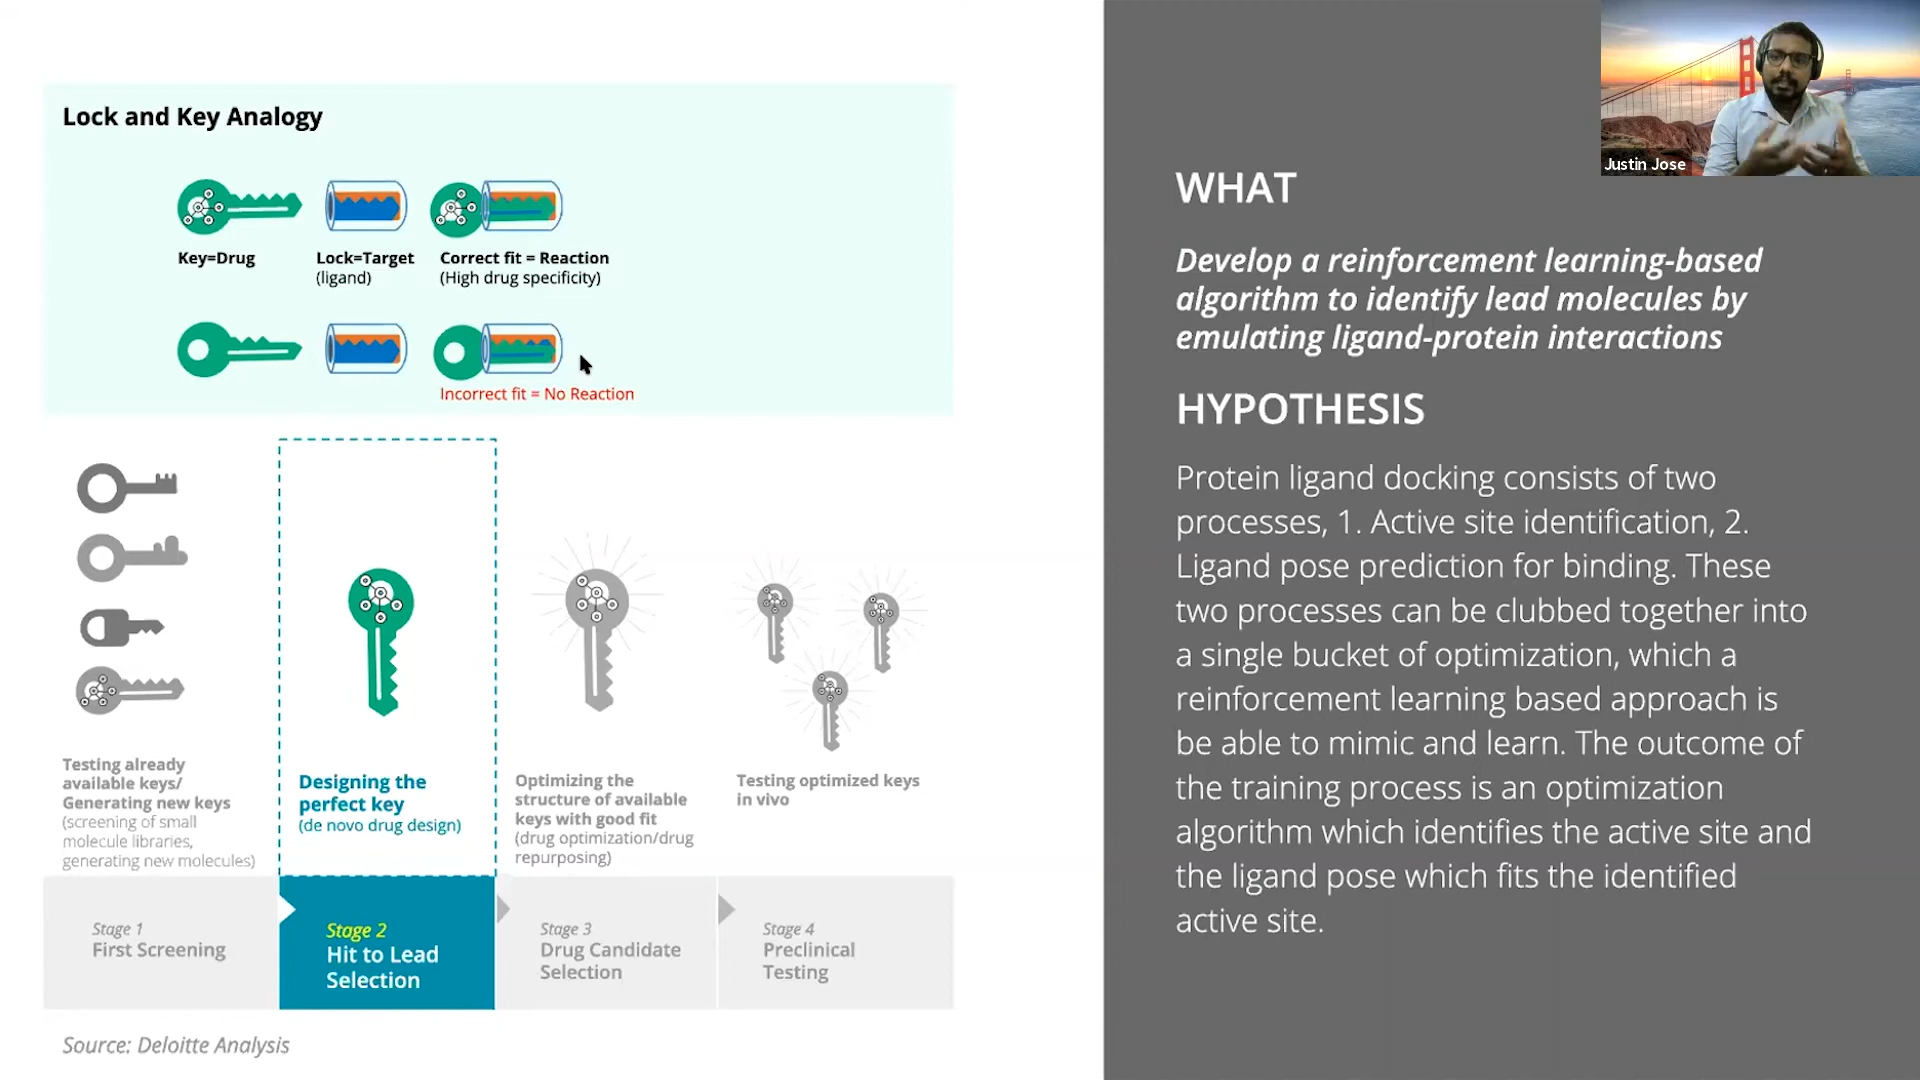 Lock and Key Analogy
Key=Drug
Lock=Target
(ligand)
Correct fit = Reaction
(High drug specificity)
Incorrect fit = No Reaction
Testing already
available keys/
Generating new keys
(screening of small
molecule libraries,
generating new molecules)
Designing the
perfect key
(de novo drug design)
Optimizing the
structure of available
keys with good fit
(drug optimization/drug
repurposing)
Testing optimized keys
in vivo
Stage 1
First Screening
Stage 2
Hit to Lead
Selection
Stage 3
Drug Candidate
Selection
Stage 4
Preclinical
Testing
Source: Deloitte Analysis
Justin Jose
WHAT
Develop a reinforcement learning-based
algorithm to identify lead molecules by
emulating ligand-protein interactions
HYPOTHESIS
Protein ligand docking consists of two
processes, 1. Active site identification, 2.
Ligand pose prediction for binding. These
two processes can be clubbed together into
a single bucket of optimization, which a
reinforcement learning based approach is
be able to mimic and learn. The outcome of
the training process is an optimization
algorithm which identifies the active site and
the ligand pose which fits the identified
active site.